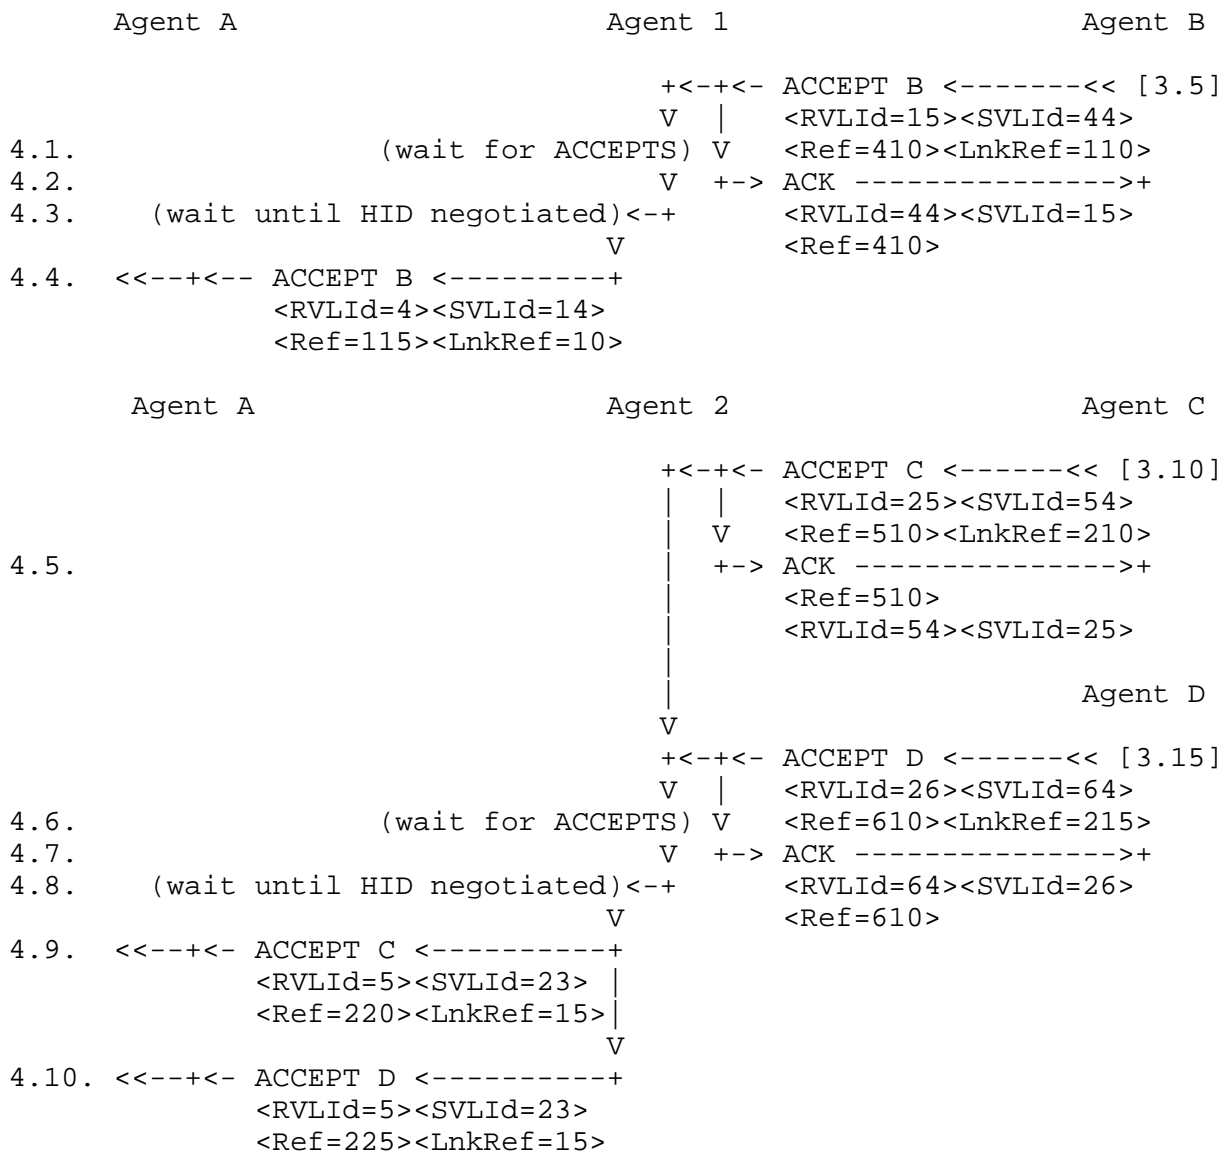 Agent A                     Agent 1                    Agent B

                                     +<-+<- ACCEPT B <-------<< [3.5]
                                     V  |   <RVLId=15><SVLId=44>
4.1.                 (wait for ACCEPTS) V   <Ref=410><LnkRef=110>
4.2.                                 V  +-> ACK --------------->+
4.3.    (wait until HID negotiated)<-+      <RVLId=44><SVLId=15>
                                  V         <Ref=410>
4.4.  <<--+<-- ACCEPT B <---------+
               <RVLId=4><SVLId=14>
               <Ref=115><LnkRef=10>

       Agent A                    Agent 2                    Agent C

                                     +<-+<- ACCEPT C <------<< [3.10]
                                     |  |   <RVLId=25><SVLId=54>
                                     |  V   <Ref=510><LnkRef=210>
4.5.                                 |  +-> ACK --------------->+
                                     |      <Ref=510>
                                     |      <RVLId=54><SVLId=25>
                                     |
                                     |                       Agent D
                                     V
                                     +<-+<- ACCEPT D <------<< [3.15]
                                     V  |   <RVLId=26><SVLId=64>
4.6.                 (wait for ACCEPTS) V   <Ref=610><LnkRef=215>
4.7.                                 V  +-> ACK --------------->+
4.8.    (wait until HID negotiated)<-+      <RVLId=64><SVLId=26>
                                  V         <Ref=610>
4.9.  <<--+<- ACCEPT C <----------+
              <RVLId=5><SVLId=23> |
              <Ref=220><LnkRef=15>|
                                  V
4.10. <<--+<- ACCEPT D <----------+
              <RVLId=5><SVLId=23>
              <Ref=225><LnkRef=15>